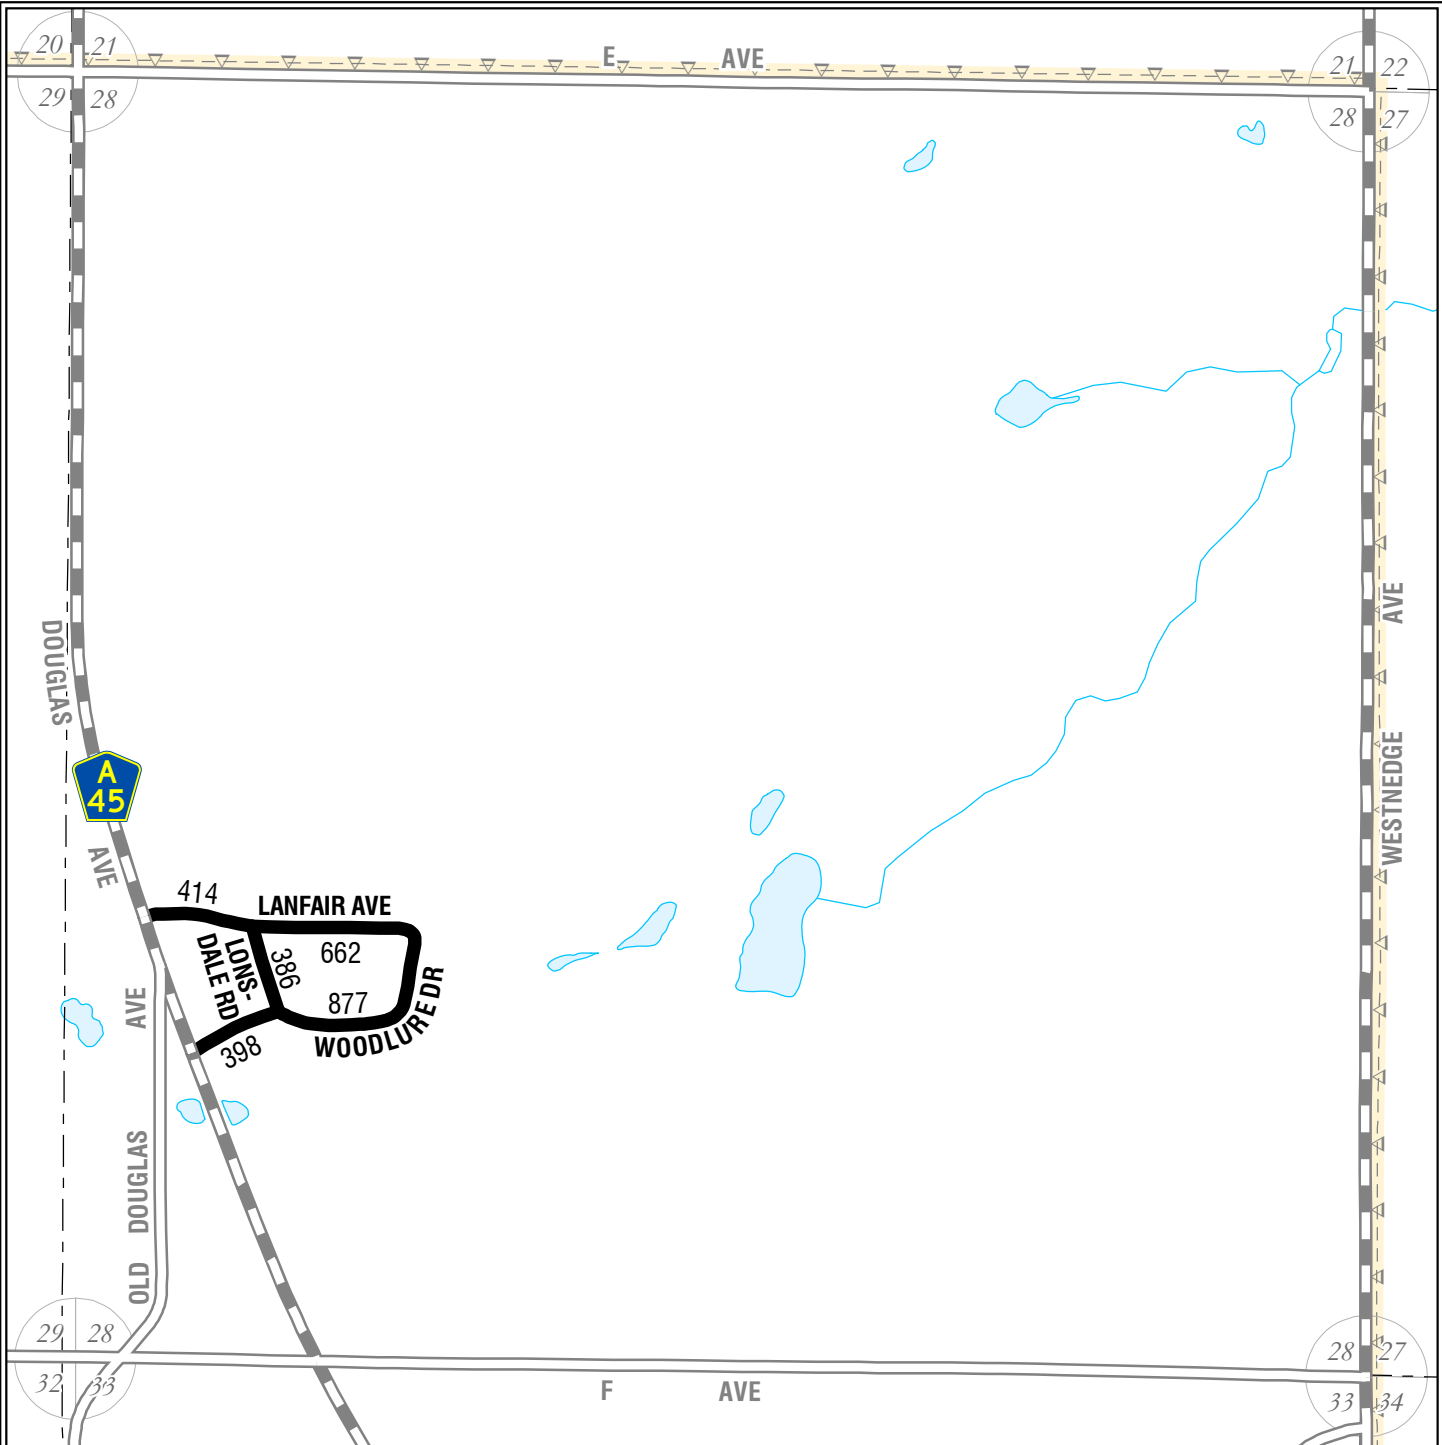 20 21
29 28
E AVE
21 22
28 27
DOUGLAS
A
45
AVE
414
LANFAIR AVE
LONS-
DALE RD
386
662
877
WOODLURE DR
398
AVE
WESTNEDGE
AVE
DOUGLAS
OLD
29 28
32 33
F AVE
28 27
33 34